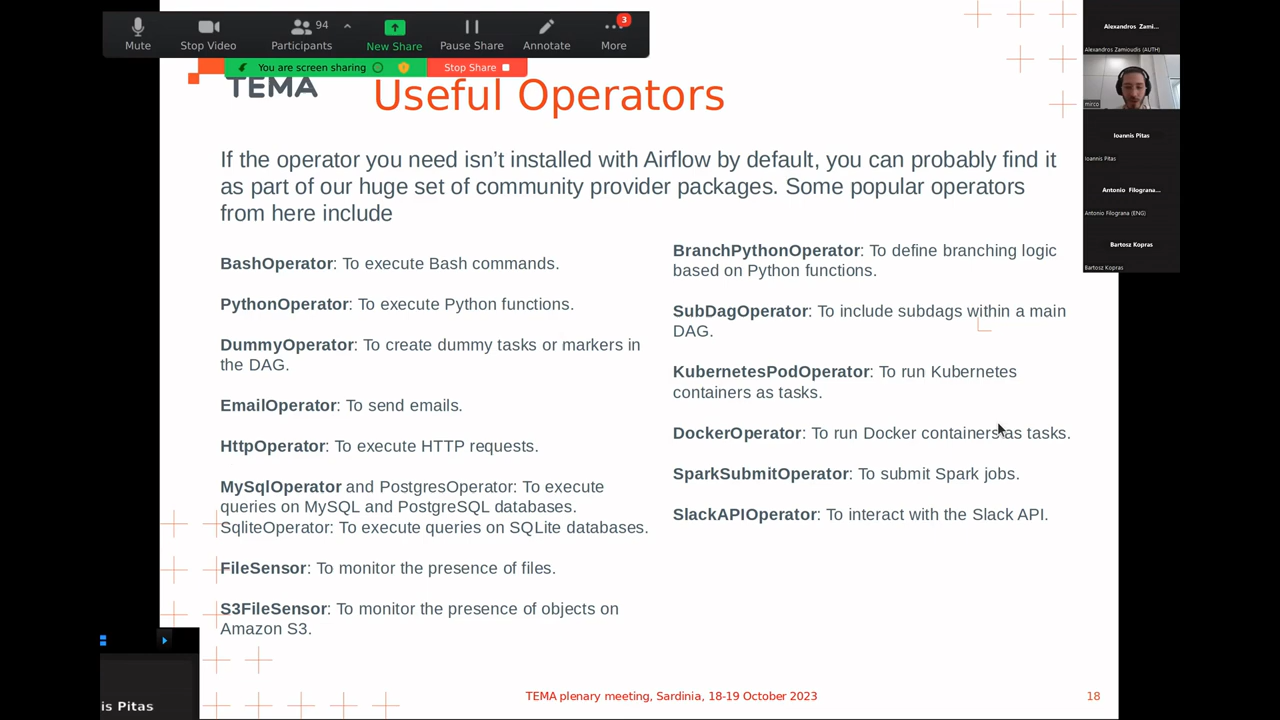 94
3
Mute
Stop Video
Participants
New Share
Pause Share
Annotate
More
You are screen sharing
Stop Share
TEMA
Useful Operators
If the operator you need isn’t installed with Airflow by default, you can probably find it
as part of our huge set of community provider packages. Some popular operators
from here include
BashOperator: To execute Bash commands.
PythonOperator: To execute Python functions.
DummyOperator: To create dummy tasks or markers in
the DAG.
EmailOperator: To send emails.
HttpOperator: To execute HTTP requests.
MySqlOperator and PostgresOperator: To execute
queries on MySQL and PostgreSQL databases.
SqliteOperator: To execute queries on SQLite databases.
FileSensor: To monitor the presence of files.
S3FileSensor: To monitor the presence of objects on
Amazon S3.
BranchPythonOperator: To define branching logic
based on Python functions.
SubDagOperator: To include subdags within a main
DAG.
KubernetesPodOperator: To run Kubernetes
containers as tasks.
DockerOperator: To run Docker containers as tasks.
SparkSubmitOperator: To submit Spark jobs.
SlackAPIOperator: To interact with the Slack API.
Alexandros Zami...
Alexandros Zamioudis (AUTH)
mirco
Ioannis Pitas
Ioannis Pitas
Antonio Filograna...
Antonio Filograna (ENG)
Bartosz Kopras
Bartosz Kopras
is Pitas
TEMA plenary meeting, Sardinia, 18-19 October 2023
18